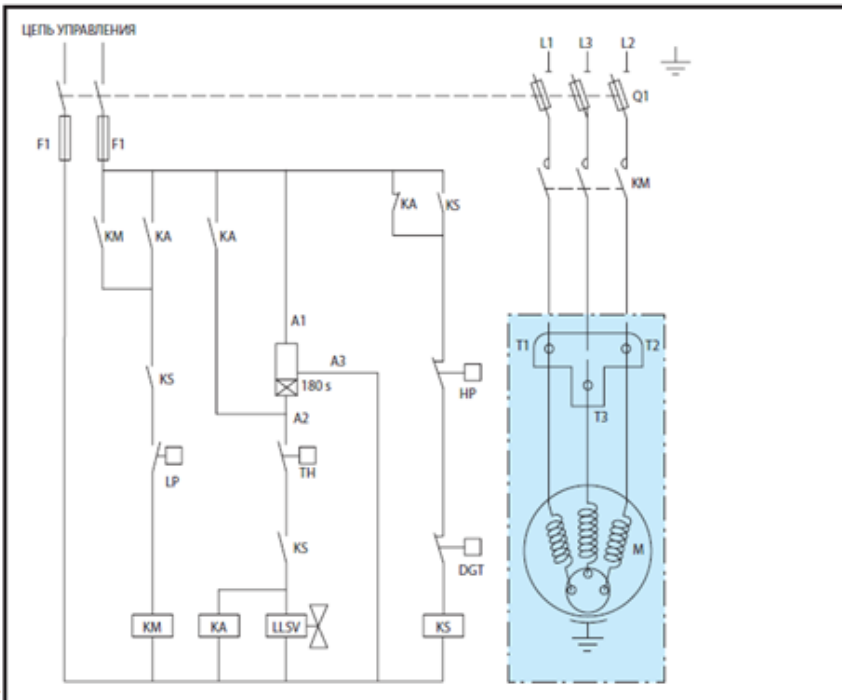 ЦЕПЬ УПРАВЛЕНИЯ
L1 L3 L2
Q1
F1 F1
KM
KA KS
KM KA KA
A1
T1 T2
A3
KS 180 s HP
A2 T3
LP TH
KS M
DGT
KM KA LLSV KS